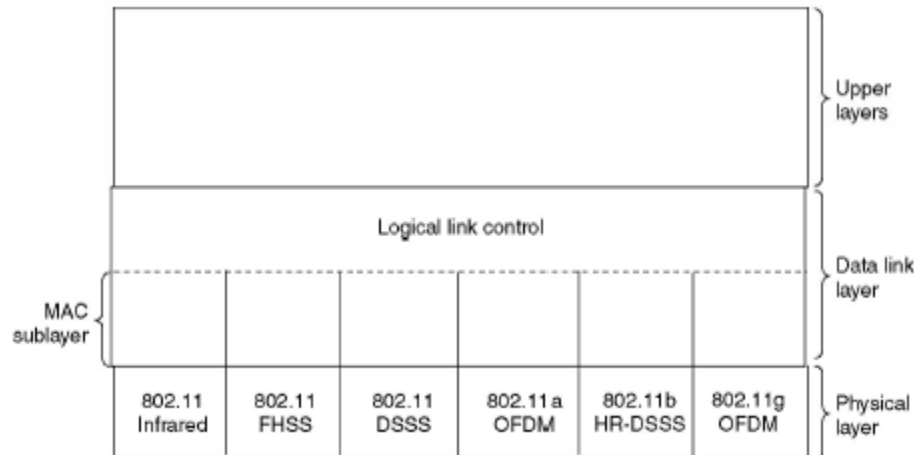 Upper
layers
Logical link control
Data link
layer
MAC
sublayer
802.11
Infrared
802.11
FHSS
802.11
DSSS
802.11a
OFDM
802.11b
HR-DSSS
802.11g
OFDM
Physical
layer